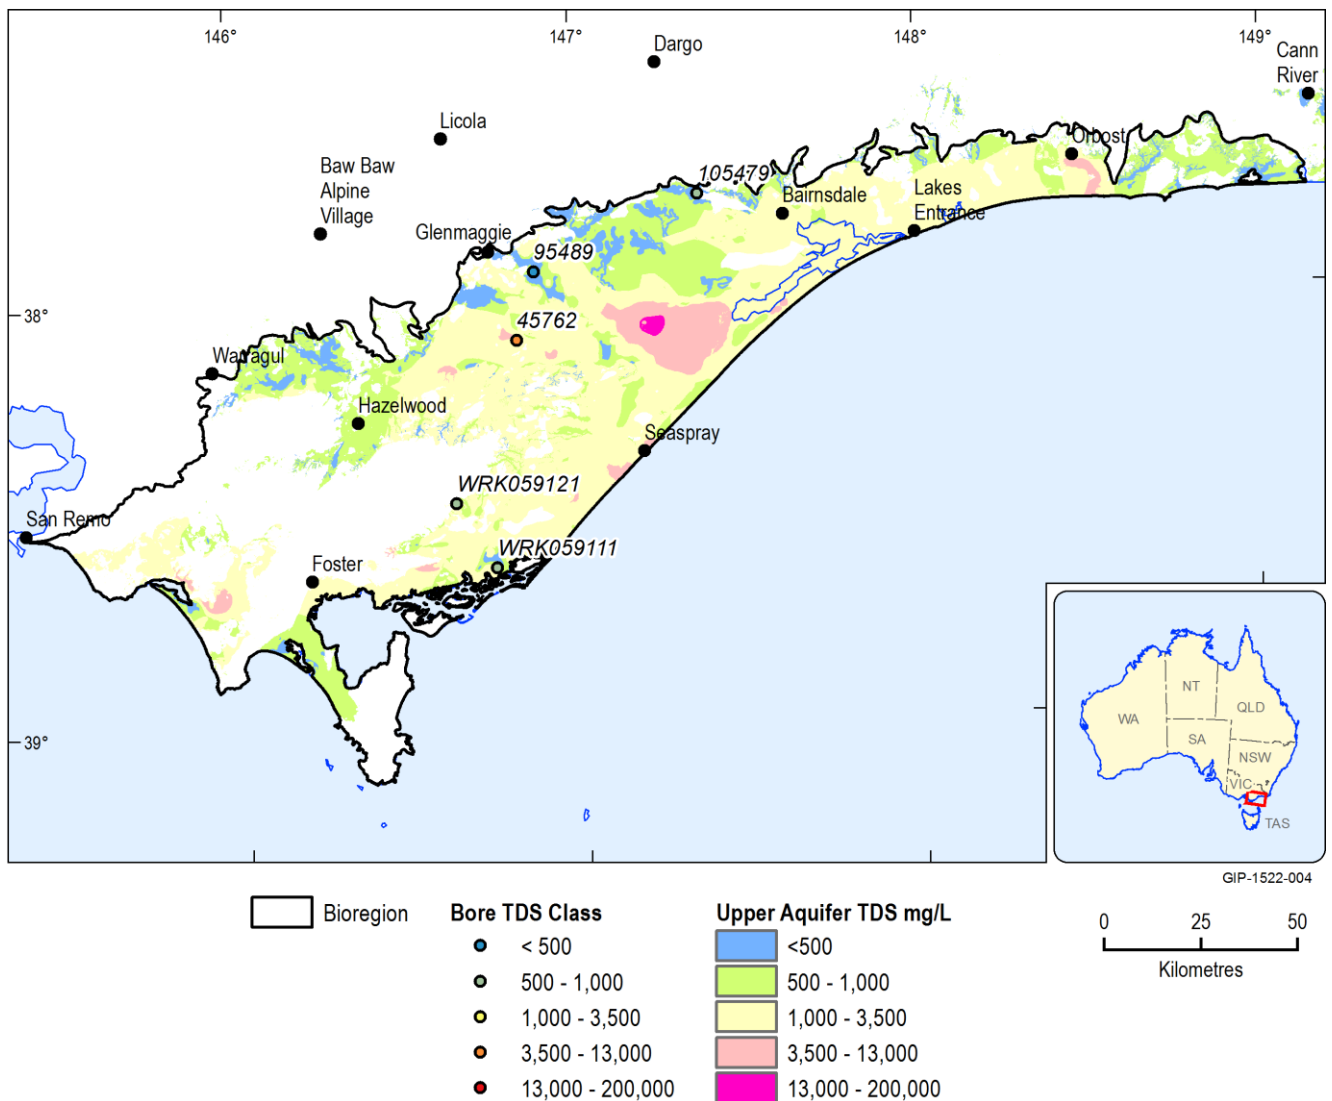 146°
147°
148°
149°
Dargo
Cann
River
Licola
Baw Baw
Alpine
Village
Orbost
105479
Bairnsdale
Lakes
Entrance
Glenmaggie
95489
38°
45762
Warragul
Hazelwood
Seaspray
WRK059121
San Remo
WRK059111
Foster
39°
NT
WA
QLD
SA
NSW
VIC
TAS
GIP-1522-004
Bioregion
Bore TDS Class
< 500
500 - 1,000
1,000 - 3,500
3,500 - 13,000
13,000 - 200,000
Upper Aquifer TDS mg/L
<500
500 - 1,000
1,000 - 3,500
3,500 - 13,000
13,000 - 200,000
0 25 50
Kilometres